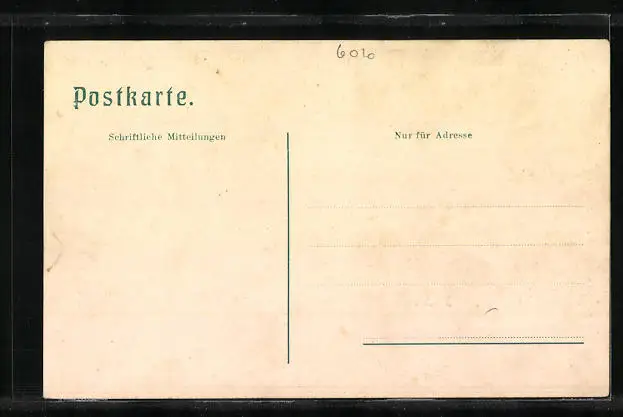 6010
Postkarte.
Schriftliche Mitteilungen
Nur für Adresse